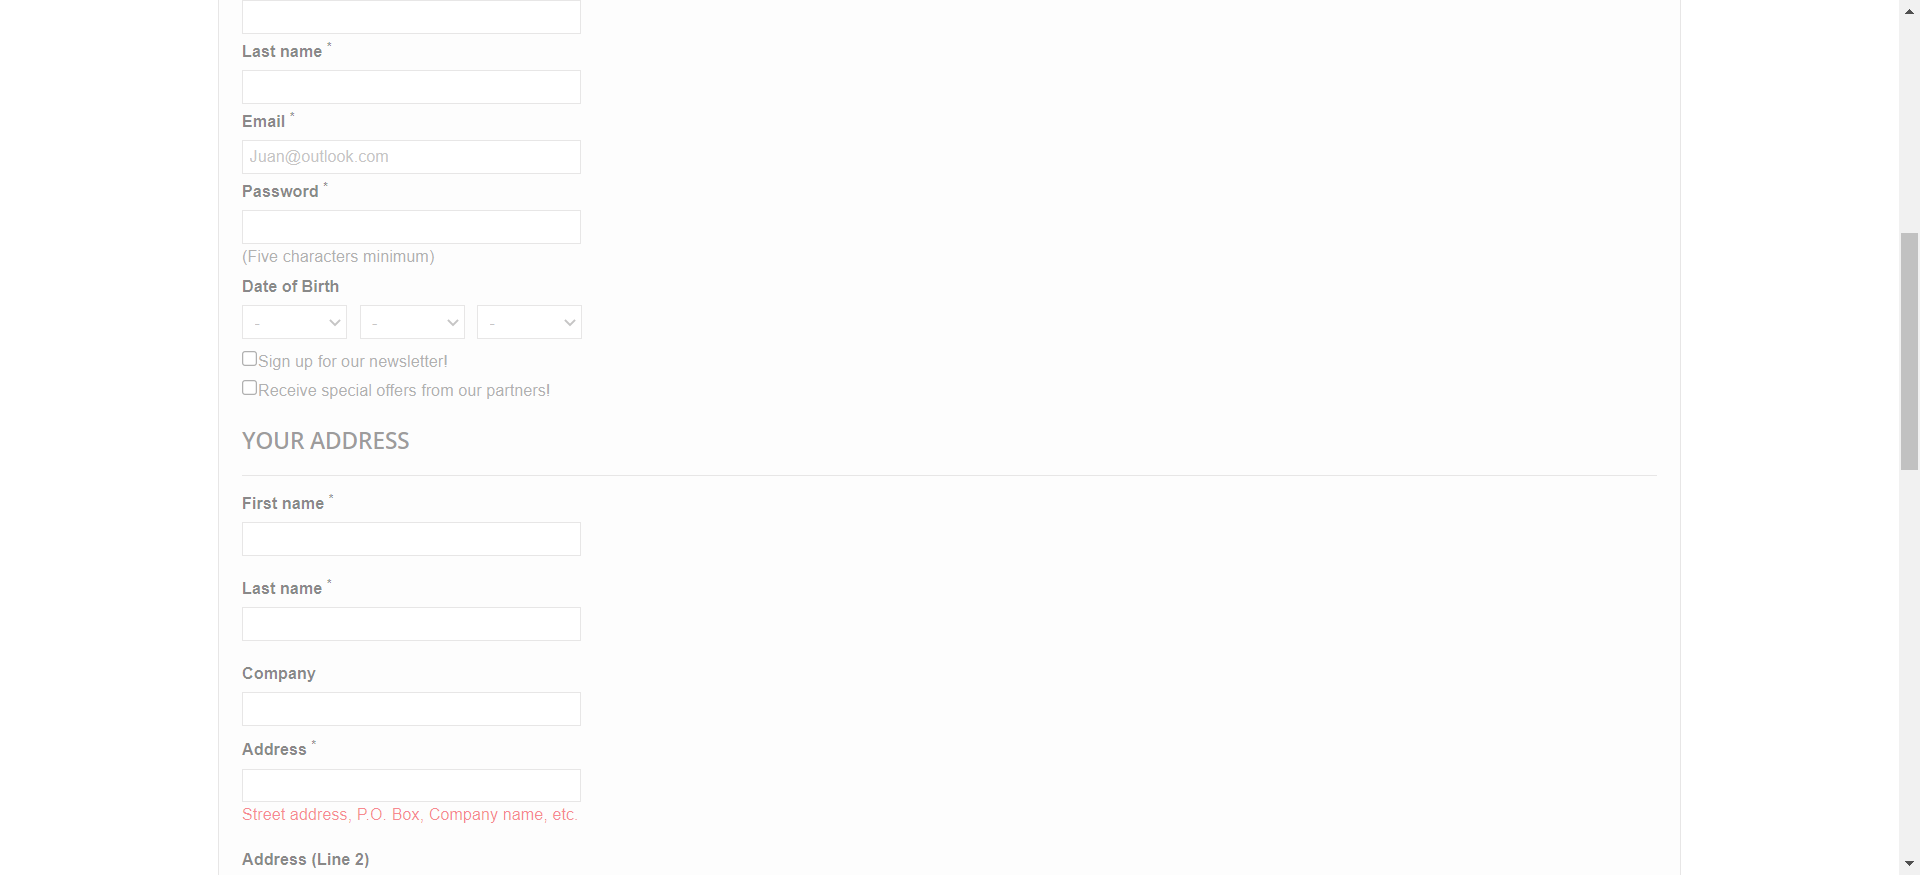 Last name *
Email *
Juan@outlook.com
Password *
(Five characters minimum)
Date of Birth
- - -
Sign up for our newsletter!
Receive special offers from our partners!
YOUR ADDRESS
First name *
Last name *
Company
Address *
Street address, P.O. Box, Company name, etc.
Address (Line 2)